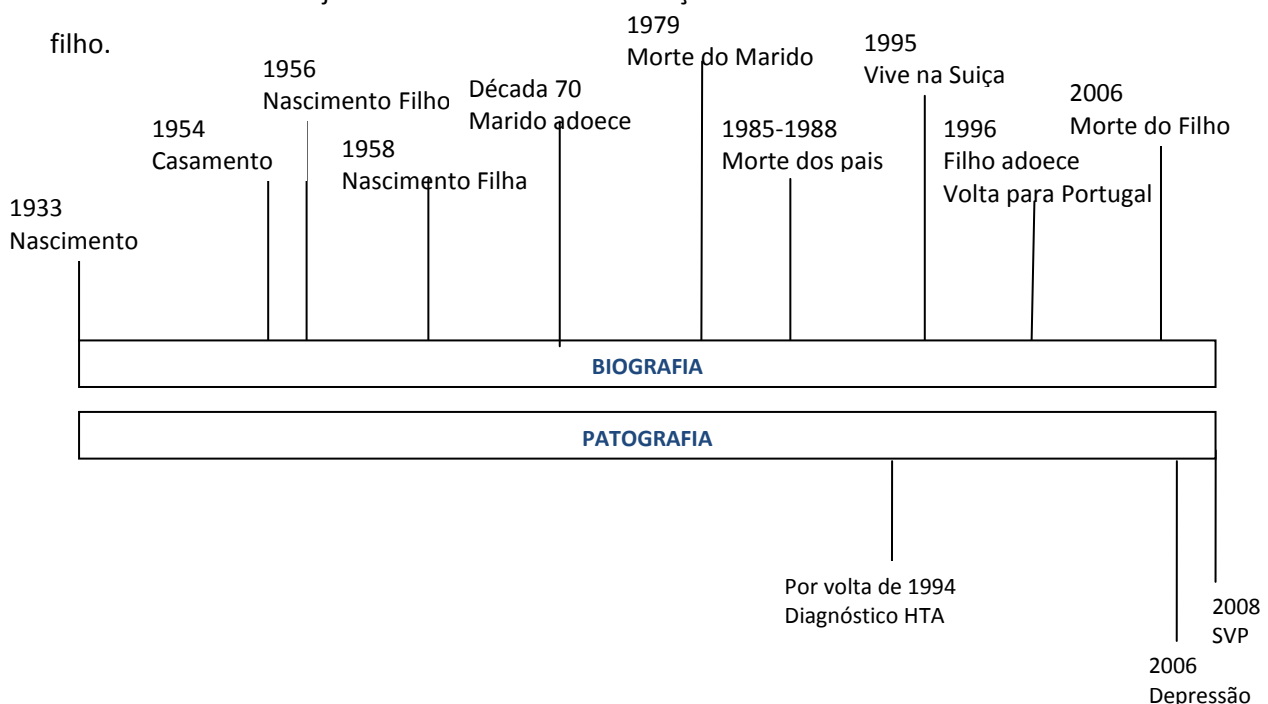 filho.
1933
Nascimento
1954
Casamento
1956
Nascimento Filho
1958
Nascimento Filha
Década 70
Marido adoece
1979
Morte do Marido
1985-1988
Morte dos pais
1995
Vive na Suiça
1996
Filho adoece
Volta para Portugal
2006
Morte do Filho
BIOGRAFIA
PATOGRAFIA
Por volta de 1994
Diagnóstico HTA
2006
Depressão
2008
SVP